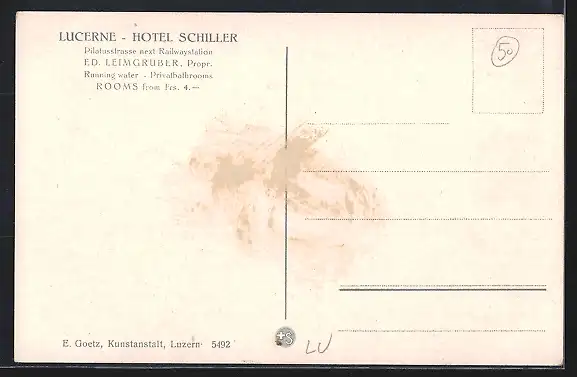 LUCERNE - HOTEL SCHILLER
Pilatusstrasse next Railwaystation
ED. LEIMGRUBER, Propr.
Running water - Privatbathrooms
ROOMS from Frs. 4.—
50
E. Goetz, Kunstanstalt, Luzern 5492
LU